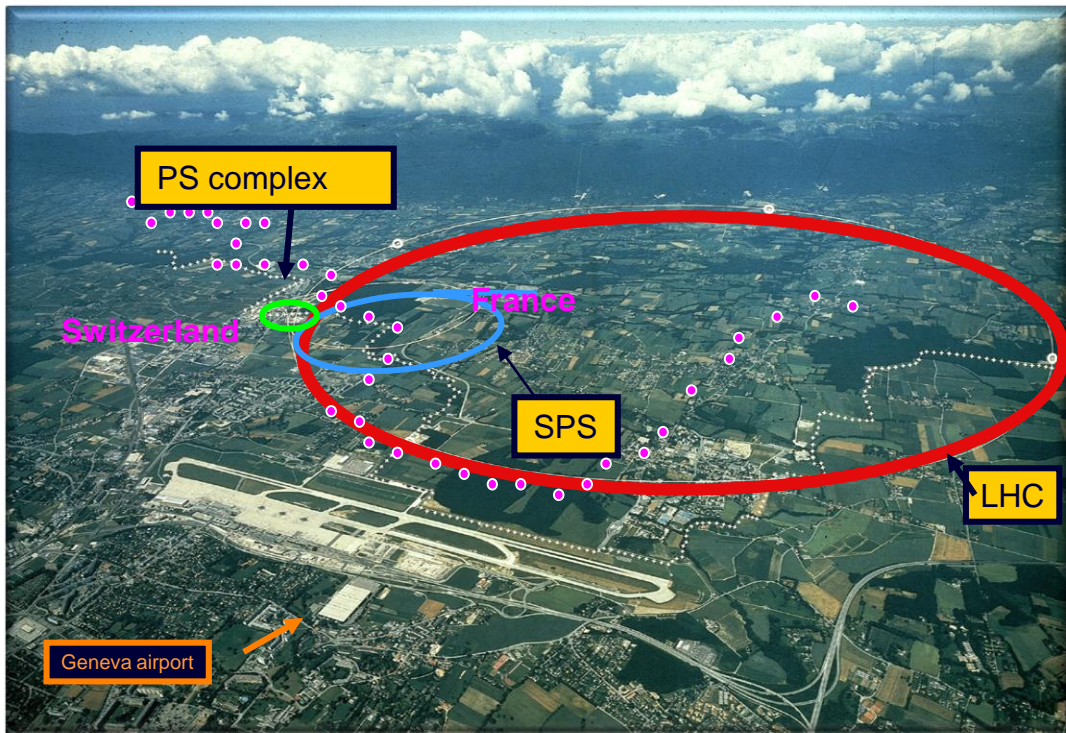 PS complex
France
Switzerland
SPS
LHC
Geneva airport